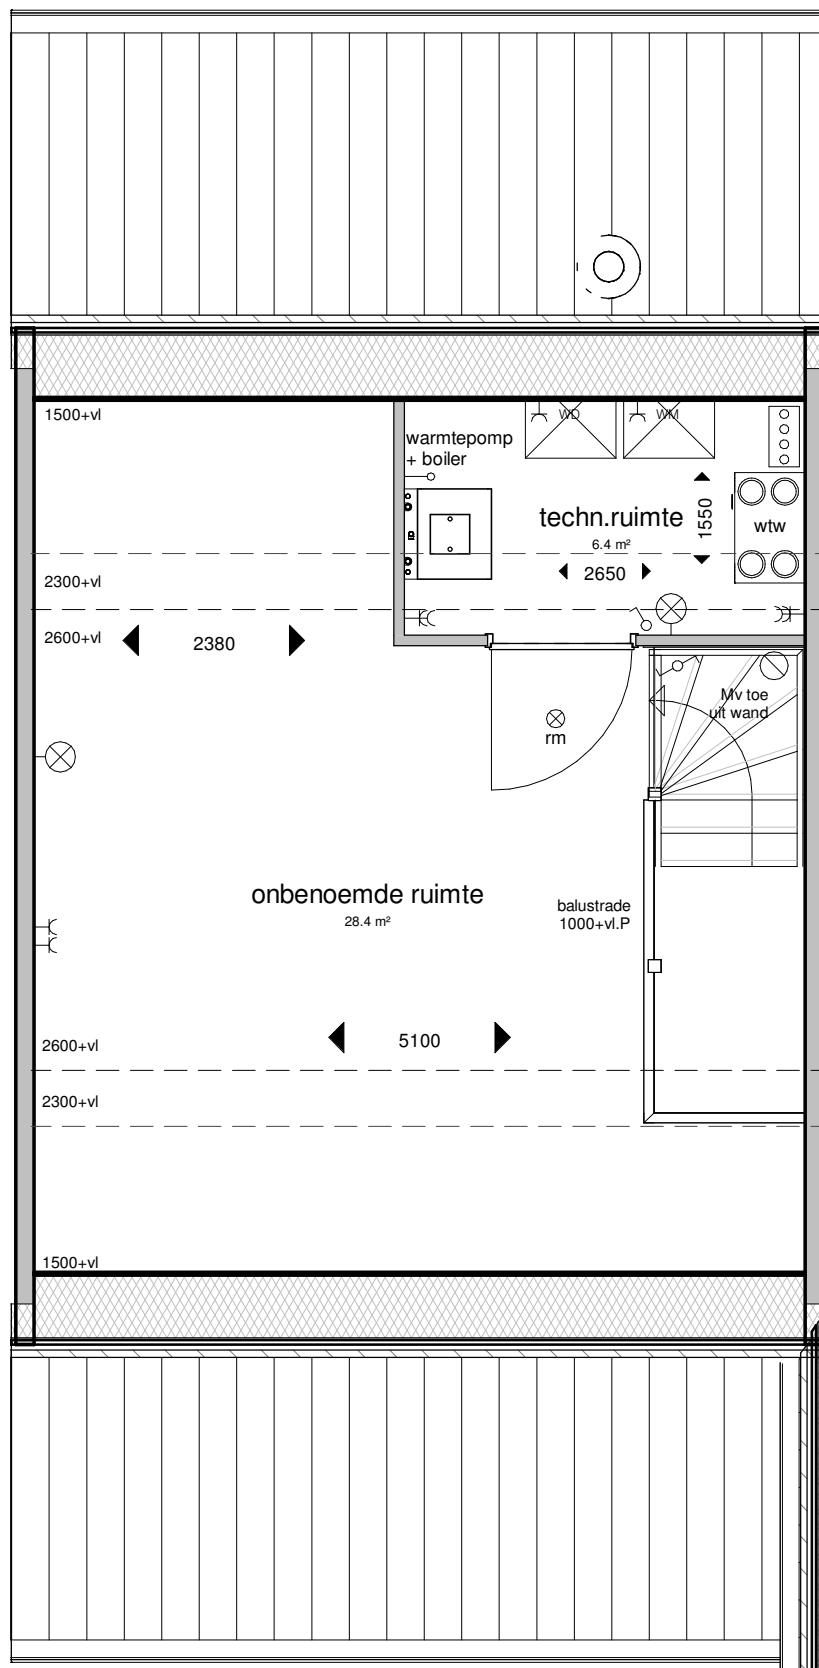 1500+vl
WD
WM
warmtepomp
+ boiler
techn.ruimte
6.4 m²
1550
wtw
2650
2300+vl
2600+vl
2380
Mv toe
uit wand
rm
onbenoemde ruimte
28.4 m²
balustrade
1000+vl.P
5100
2600+vl
2300+vl
1500+vl